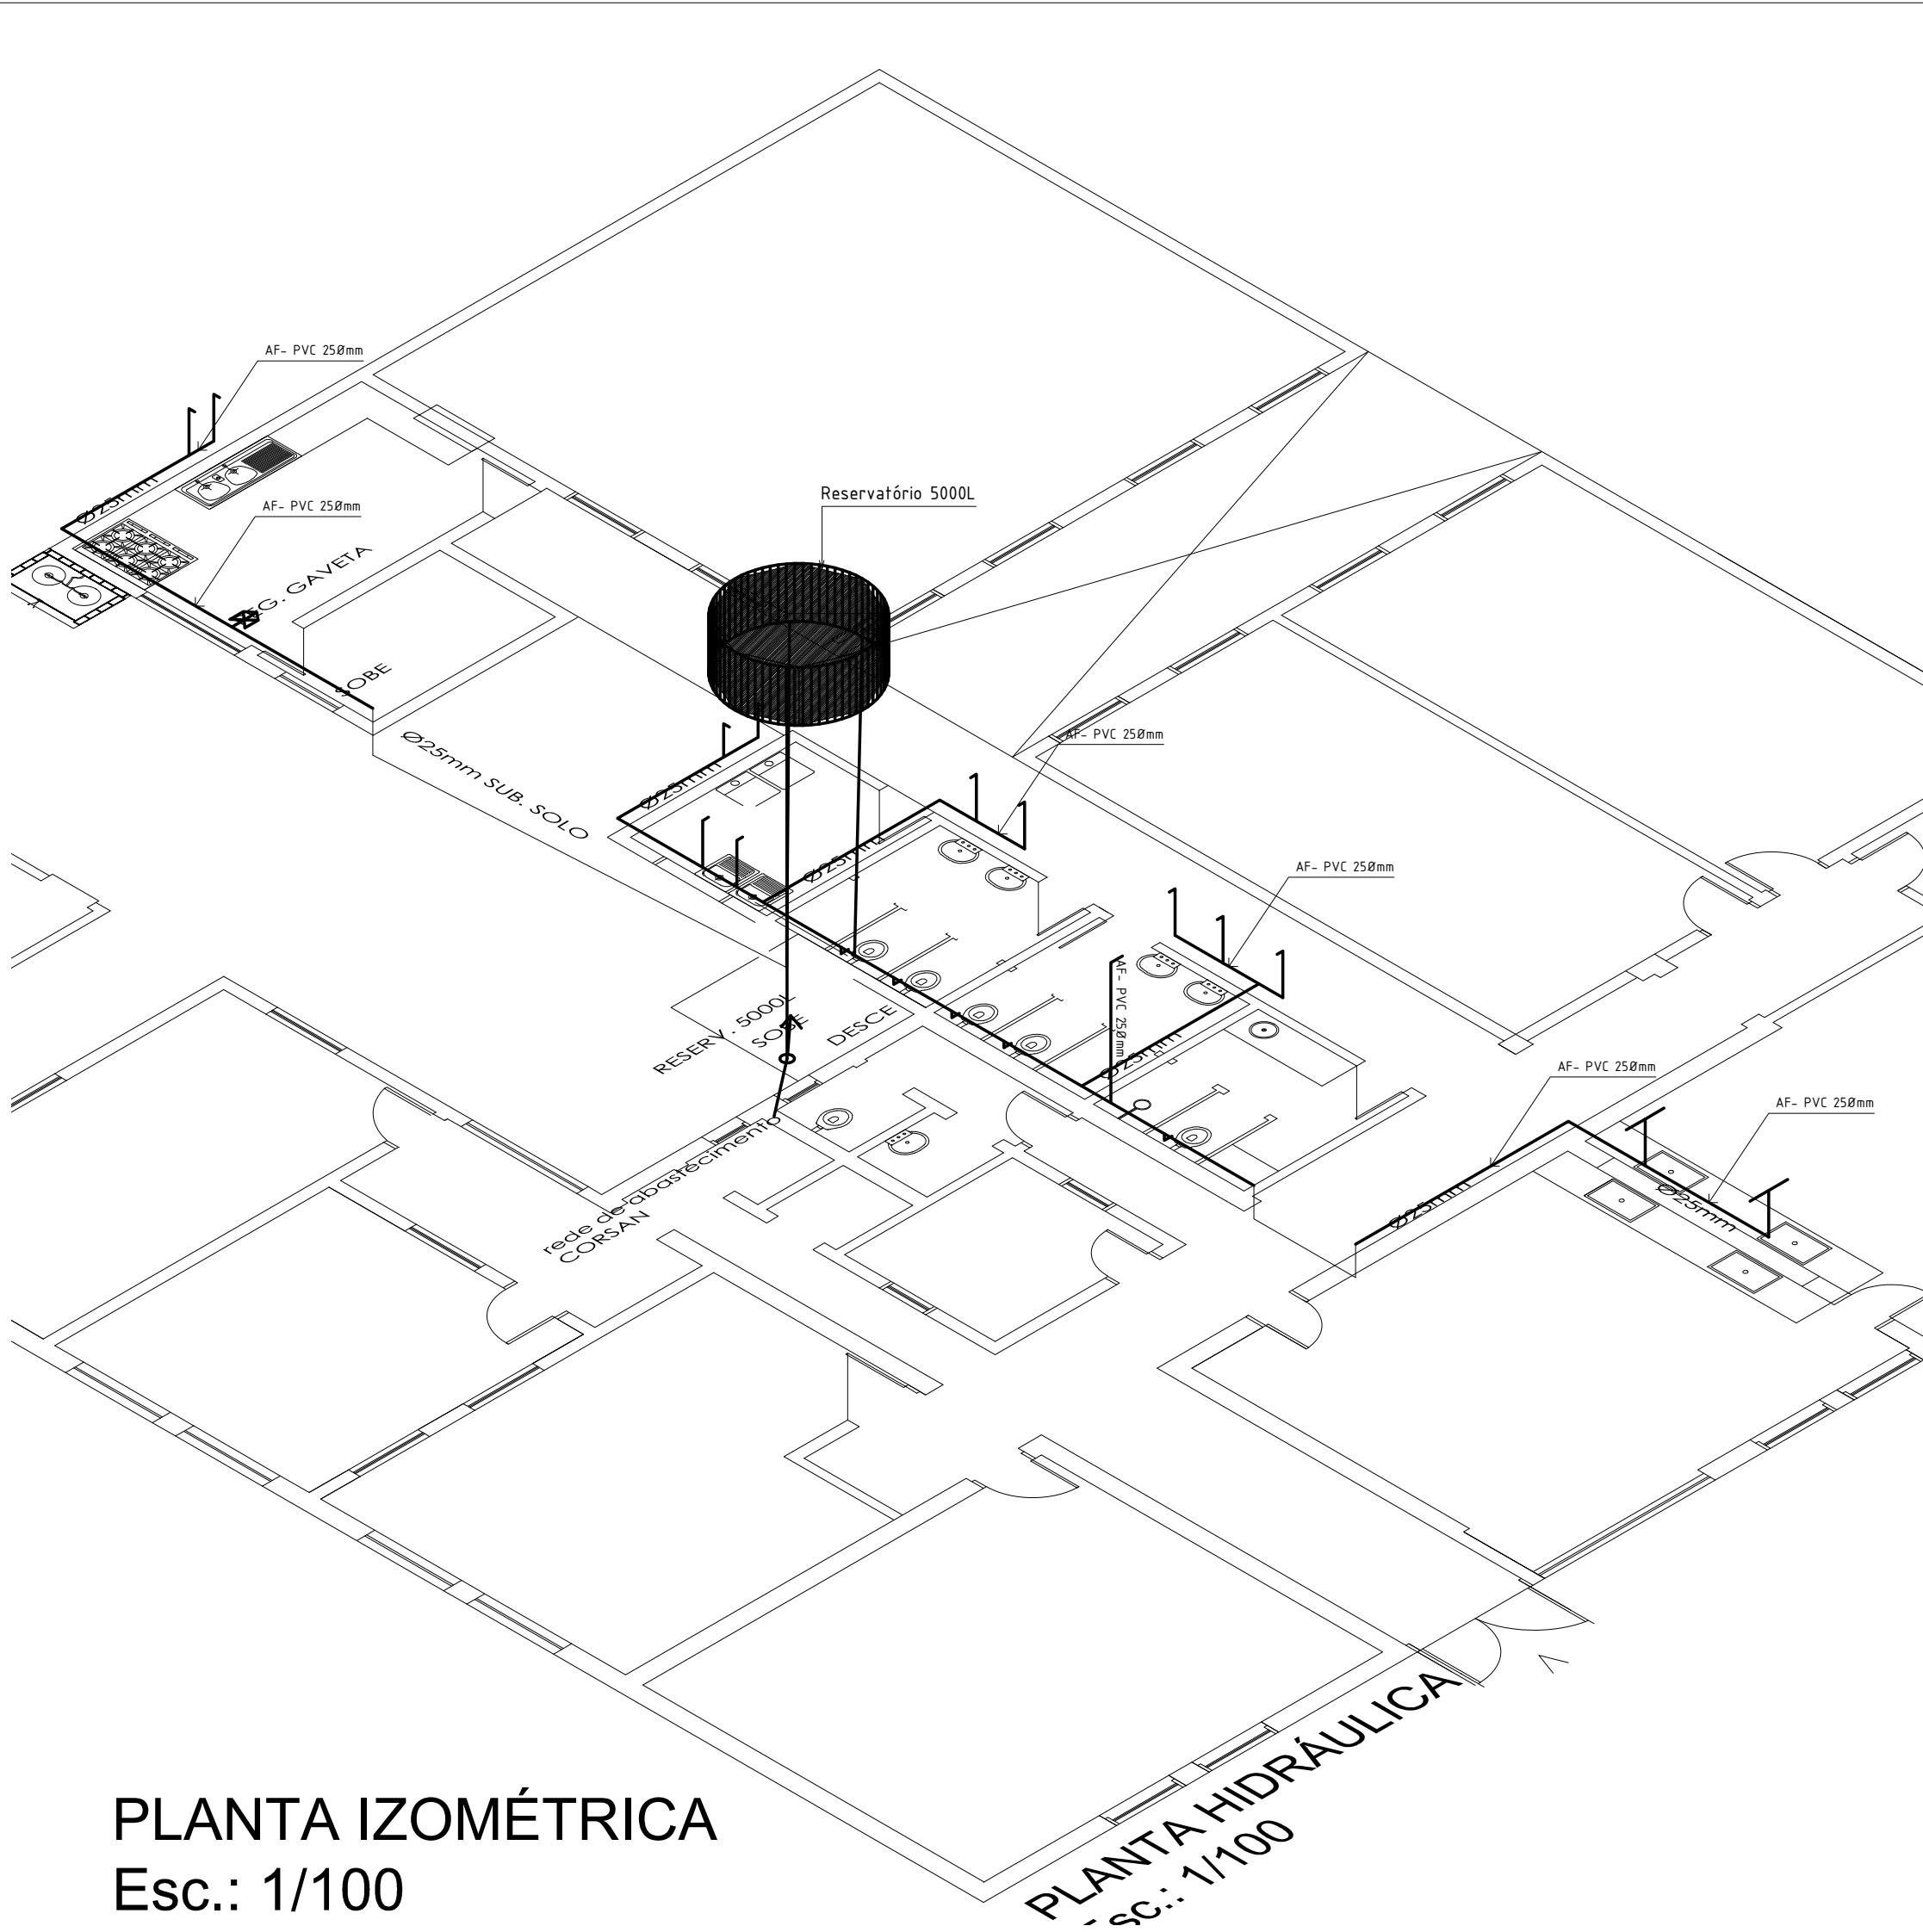 AF- PVC 25Ømm
Ø25mm
AF- PVC 25Ømm
Reservatório 5000L
GAVETA
SOBE
Ø25mm SUB. SOLO
Ø25mm
AF- PVC 25Ømm
Ø25mm
AF- PVC 25Ømm
AF- PVC 25Ømm
RESERV. 5000L
SOBE
DESCE
Ø25mm
AF- PVC 25Ømm
AF- PVC 25Ømm
Ø25mm
Ø25mm
rede de abastecimento
CORSAN
PLANTA HIDRÁULICA
Esc.: 1/100
PLANTA IZOMÉTRICA
Esc.: 1/100